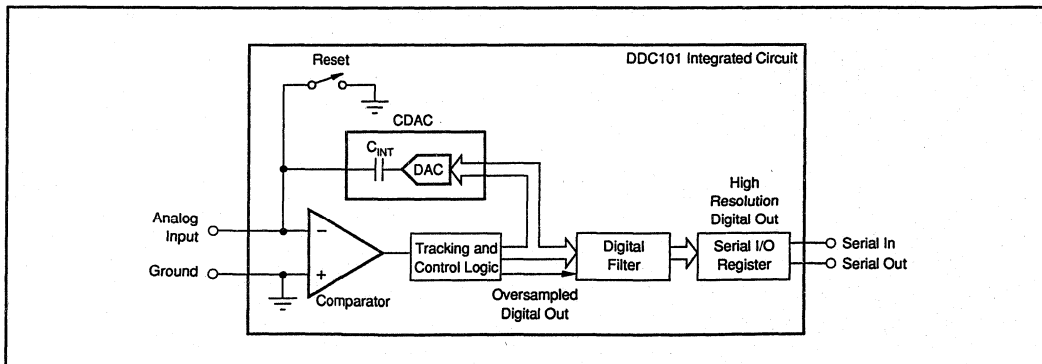 DDC101 Integrated Circuit
Reset
CDAC
C_INT
DAC
Analog
Input
−
Ground
+
Comparator
Tracking and
Control Logic
Oversampled
Digital Out
Digital
Filter
High
Resolution
Digital Out
Serial I/O
Register
Serial In
Serial Out